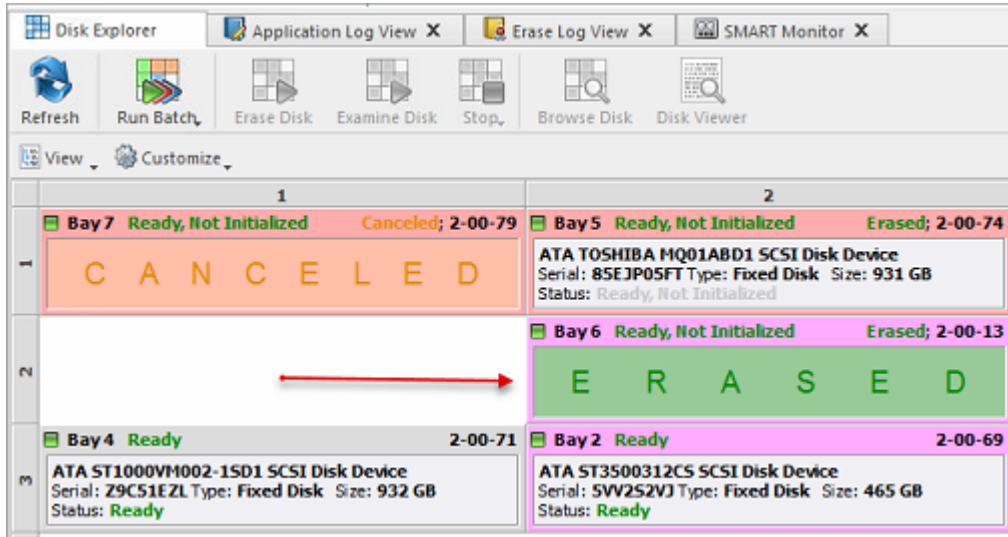 Disk Explorer Application Log View X Erase Log View X SMART Monitor X
Refresh Run Batch Erase Disk Examine Disk Stop Browse Disk Disk Viewer
View Customize
1 2
1
Bay 7 Ready, Not Initialized Canceled; 2-00-79
C A N C E L E D
Bay 5 Ready, Not Initialized Erased; 2-00-74
ATA TOSHIBA MQ01ABD1 SCSI Disk Device
Serial: 85EJP05FT Type: Fixed Disk Size: 931 GB
Status: Ready, Not Initialized
2
Bay 6 Ready, Not Initialized Erased; 2-00-13
E R A S E D
3
Bay 4 Ready 2-00-71
ATA ST1000VM002-1SD1 SCSI Disk Device
Serial: Z9C51EZL Type: Fixed Disk Size: 932 GB
Status: Ready
Bay 2 Ready 2-00-69
ATA ST3500312CS SCSI Disk Device
Serial: 5VV2S2VJ Type: Fixed Disk Size: 465 GB
Status: Ready